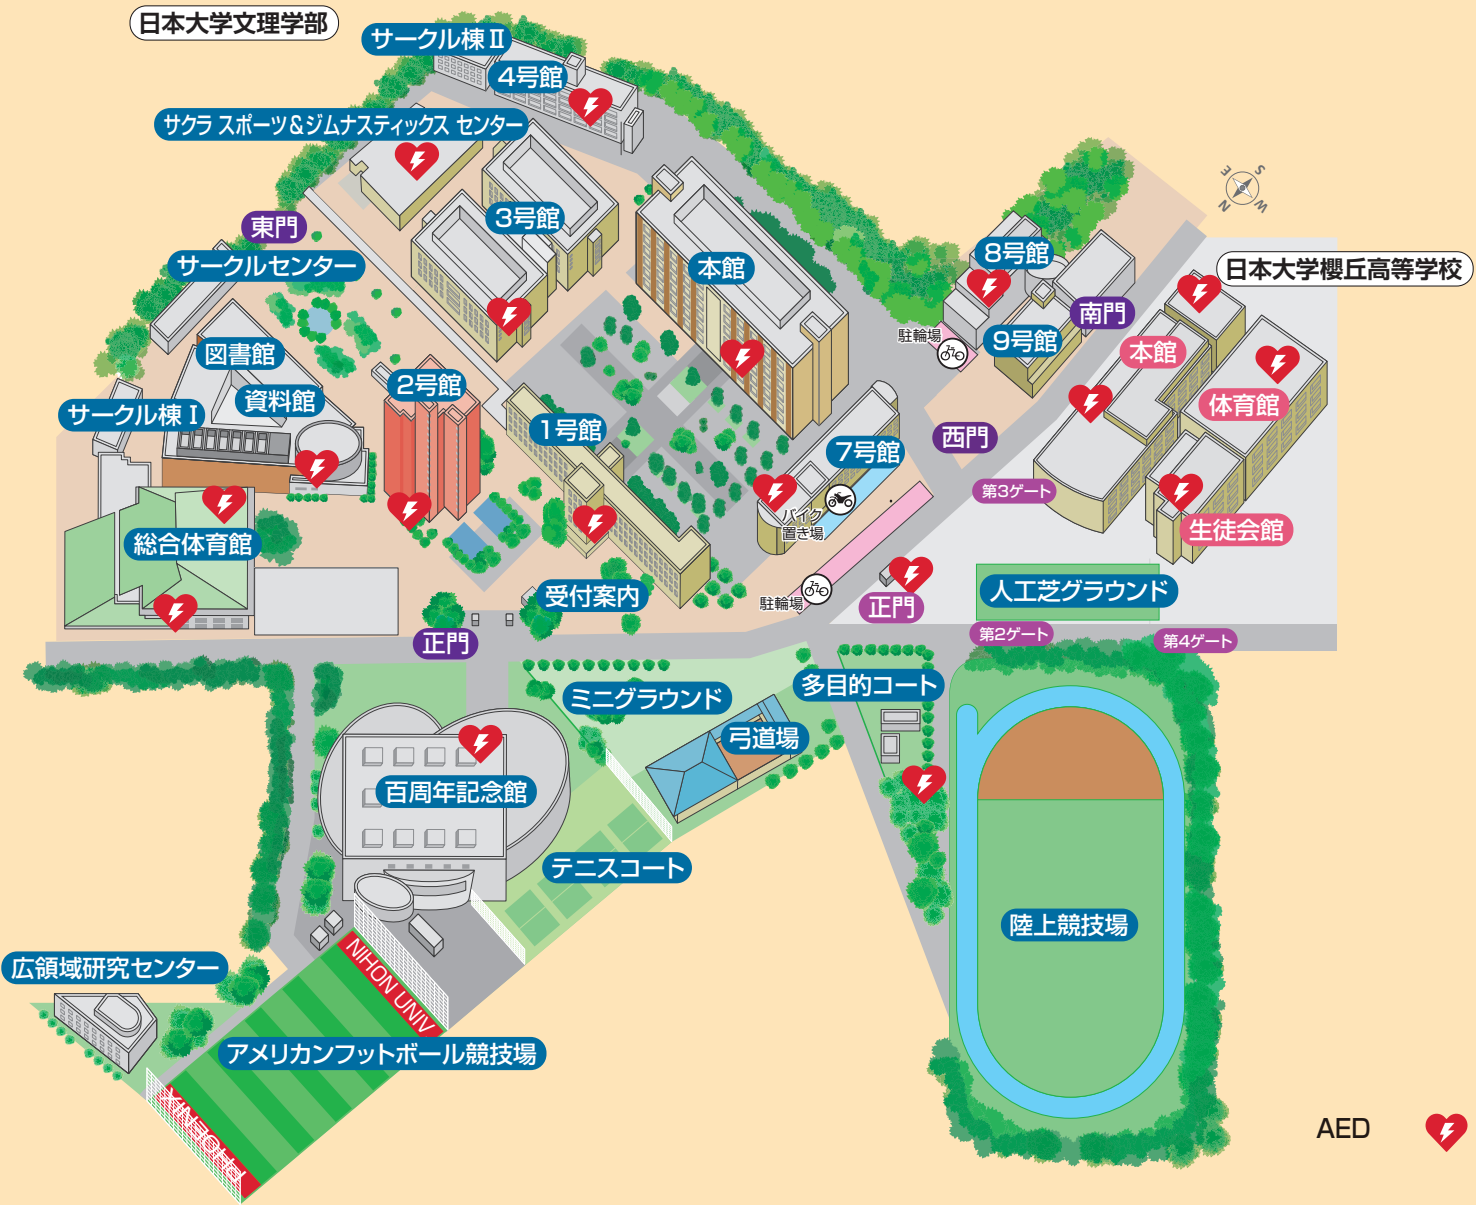 日本大学文理学部
サークル棟Ⅱ
4号館
サクラ スポーツ&ジムナスティックス センター
3号館
東門
サークルセンター
本館
8号館
S
E
W
N
日本大学櫻丘高等学校
南門
駐輪場
9号館
本館
図書館
2号館
資料館
体育館
サークル棟Ⅰ
1号館
西門
7号館
第3ゲート
バイク
置き場
生徒会館
総合体育館
受付案内
駐輪場
正門
人工芝グラウンド
正門
第2ゲート
第4ゲート
ミニグラウンド
多目的コート
弓道場
百周年記念館
テニスコート
陸上競技場
広領域研究センター
NIHON UNIV
アメリカンフットボール競技場
PHOENIX
AED